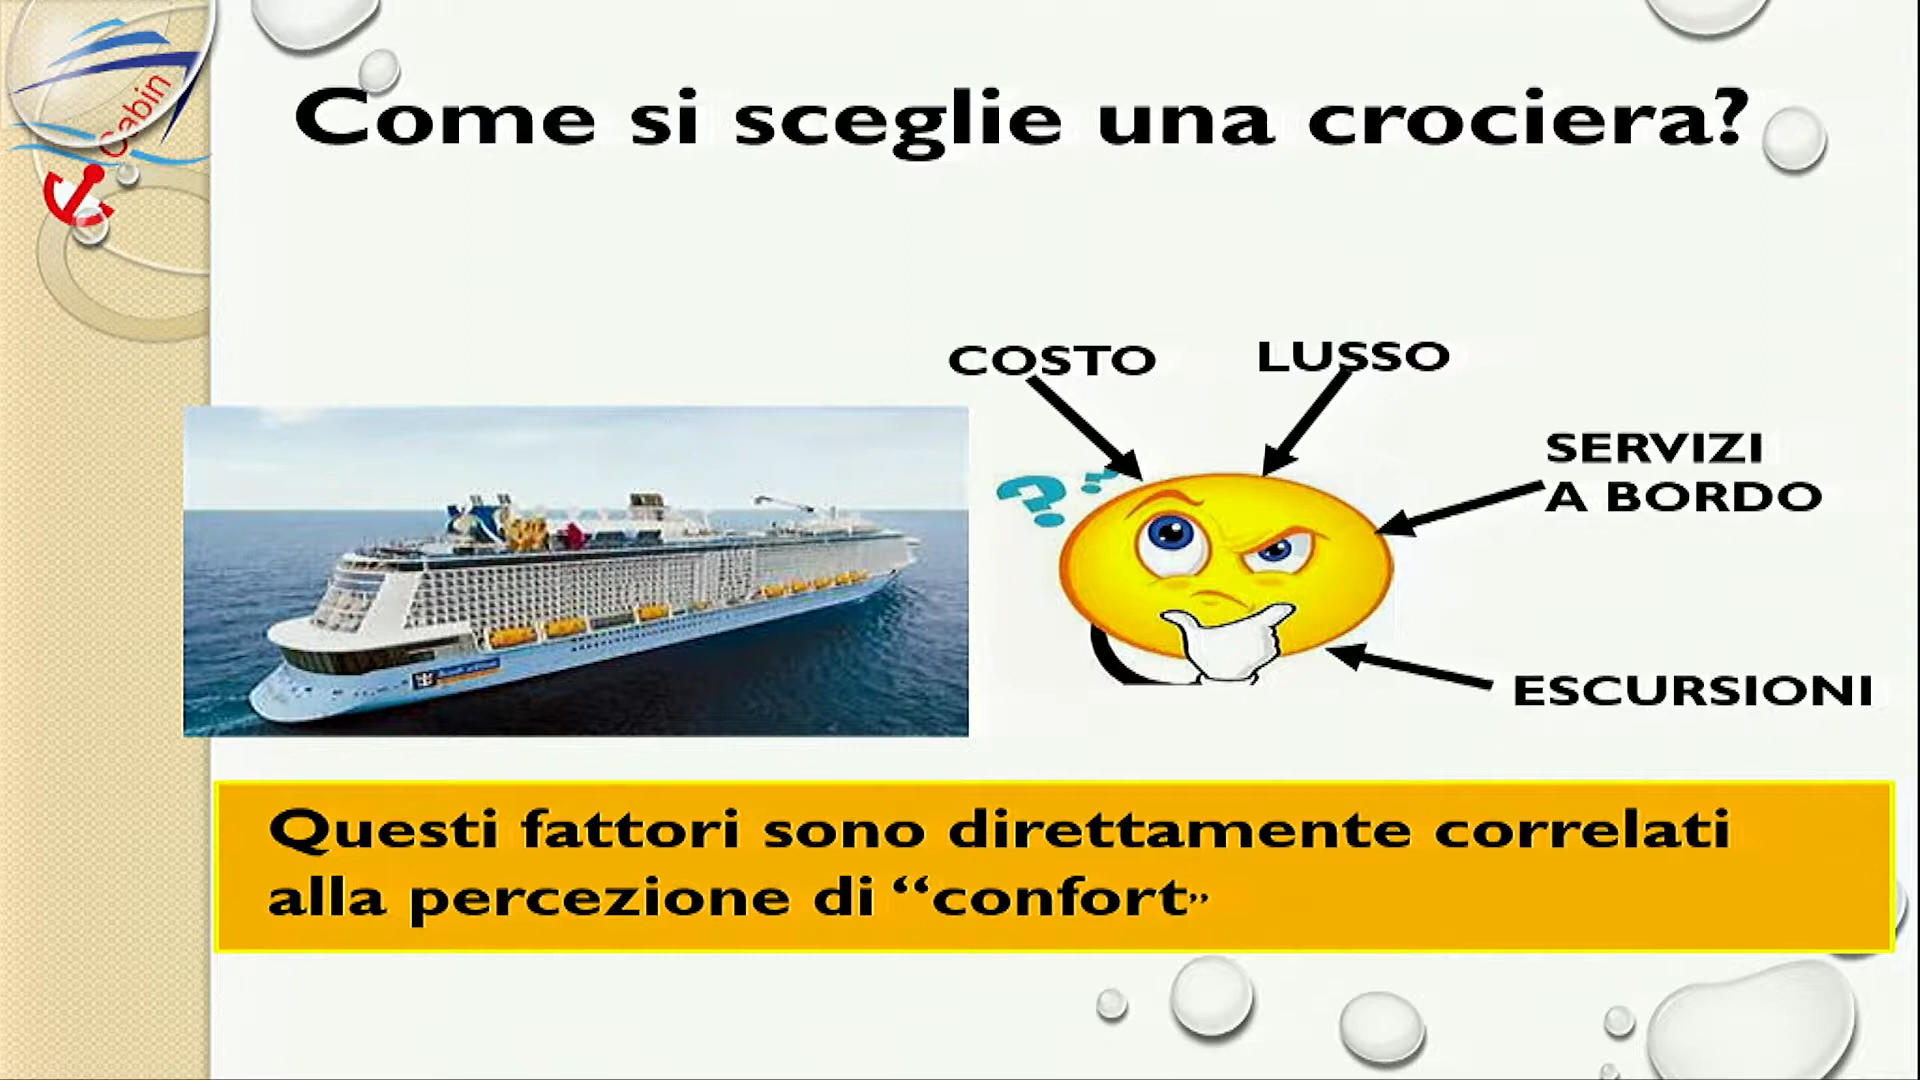 Cabin
Come si sceglie una crociera?
COSTO
LUSSO
SERVIZI
A BORDO
ESCURSIONI
Questi fattori sono direttamente correlati
alla percezione di “confort”